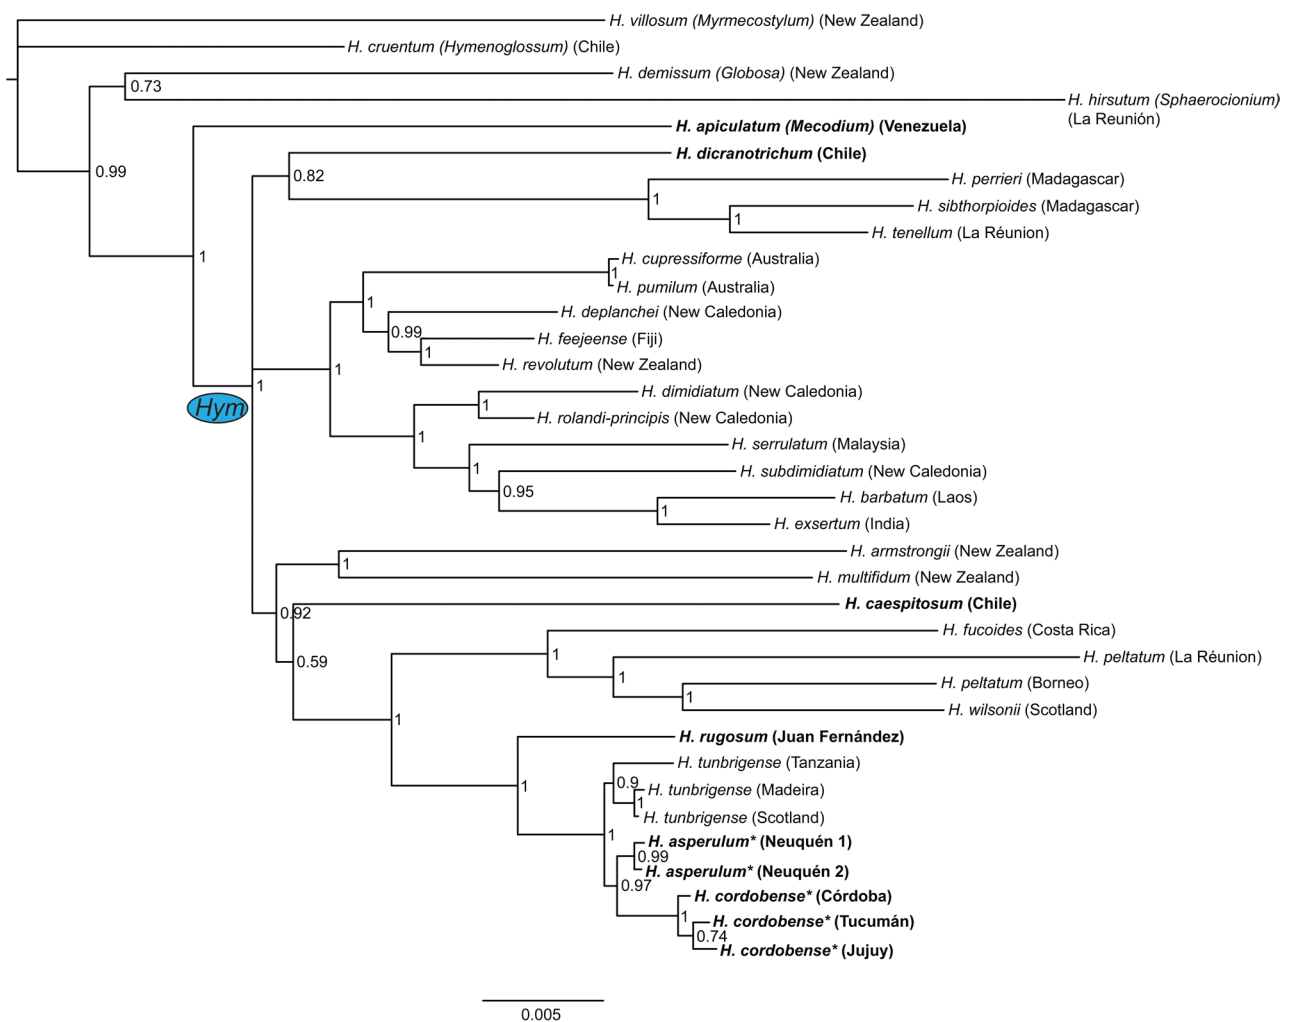 H. villosum (Myrmecostylum) (New Zealand)
H. cruentum (Hymenoglossum) (Chile)
H. demissum (Globosa) (New Zealand)
0.73
H. hirsutum (Sphaerocionium)
(La Reunión)
H. apiculatum (Mecodium) (Venezuela)
H. dicranotrichum (Chile)
0.99
0.82
H. perrieri (Madagascar)
1
H. sibthorpioides (Madagascar)
1
H. tenellum (La Réunion)
1
H. cupressiforme (Australia)
1
H. pumilum (Australia)
1
H. deplanchei (New Caledonia)
0.99
H. feejeense (Fiji)
1
H. revolutum (New Zealand)
1
1
Hym
H. dimidiatum (New Caledonia)
1
H. rolandi-principis (New Caledonia)
1
H. serrulatum (Malaysia)
1
H. subdimidiatum (New Caledonia)
0.95
H. barbatum (Laos)
1
H. exsertum (India)
H. armstrongii (New Zealand)
1
H. multifidum (New Zealand)
H. caespitosum (Chile)
0.92
H. fucoides (Costa Rica)
1
H. peltatum (La Réunion)
0.59
1
H. peltatum (Borneo)
1
H. wilsonii (Scotland)
1
H. rugosum (Juan Fernández)
H. tunbrigense (Tanzania)
1
0.9
H. tunbrigense (Madeira)
1
H. tunbrigense (Scotland)
1
H. asperulum* (Neuquén 1)
0.99
H. asperulum* (Neuquén 2)
0.97
H. cordobense* (Córdoba)
1
H. cordobense* (Tucumán)
0.74
H. cordobense* (Jujuy)
0.005